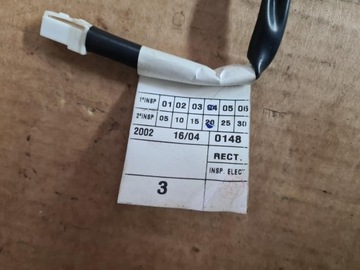 1ªINSP 01 02 03 04 05 06
2ªINSP 05 10 15 20 25 30
2002 16/04 0148
RECT.
INSP. ELEC
3